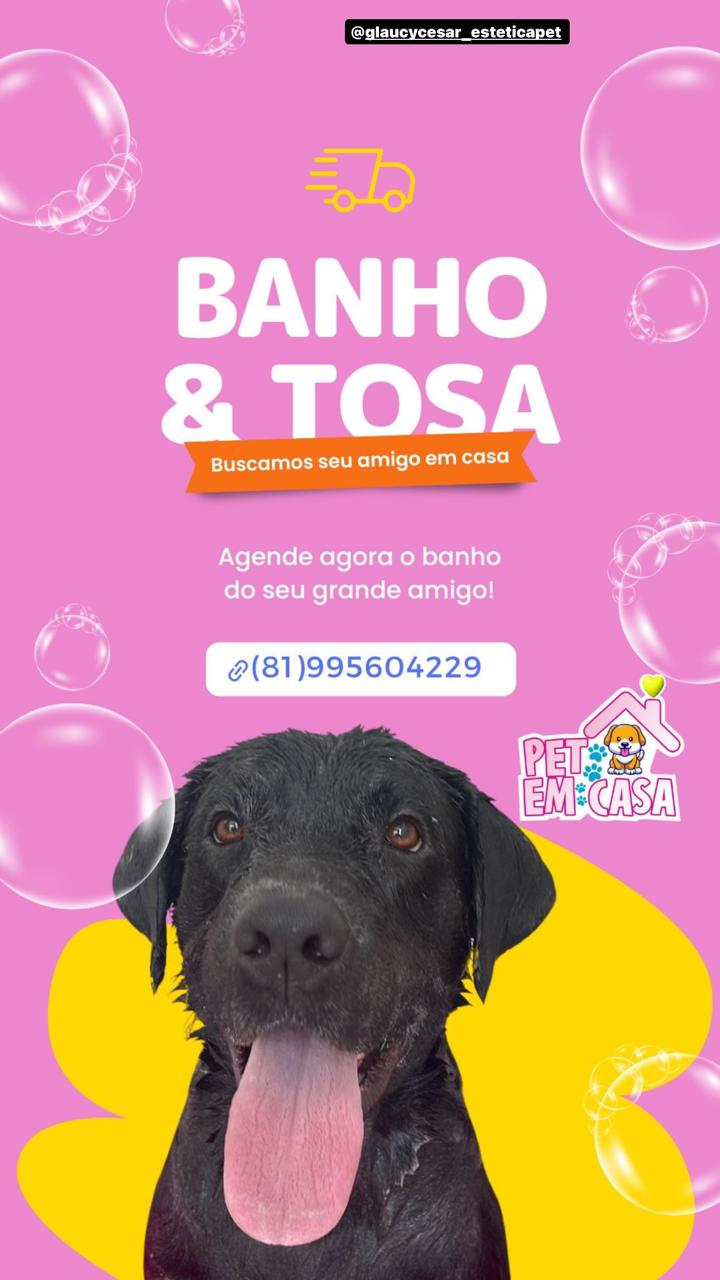 @glaucycesar_esteticapet
BANHO
& TOSA
Buscamos seu amigo em casa
Agende agora o banho
do seu grande amigo!
(81)995604229
PET
EM CASA